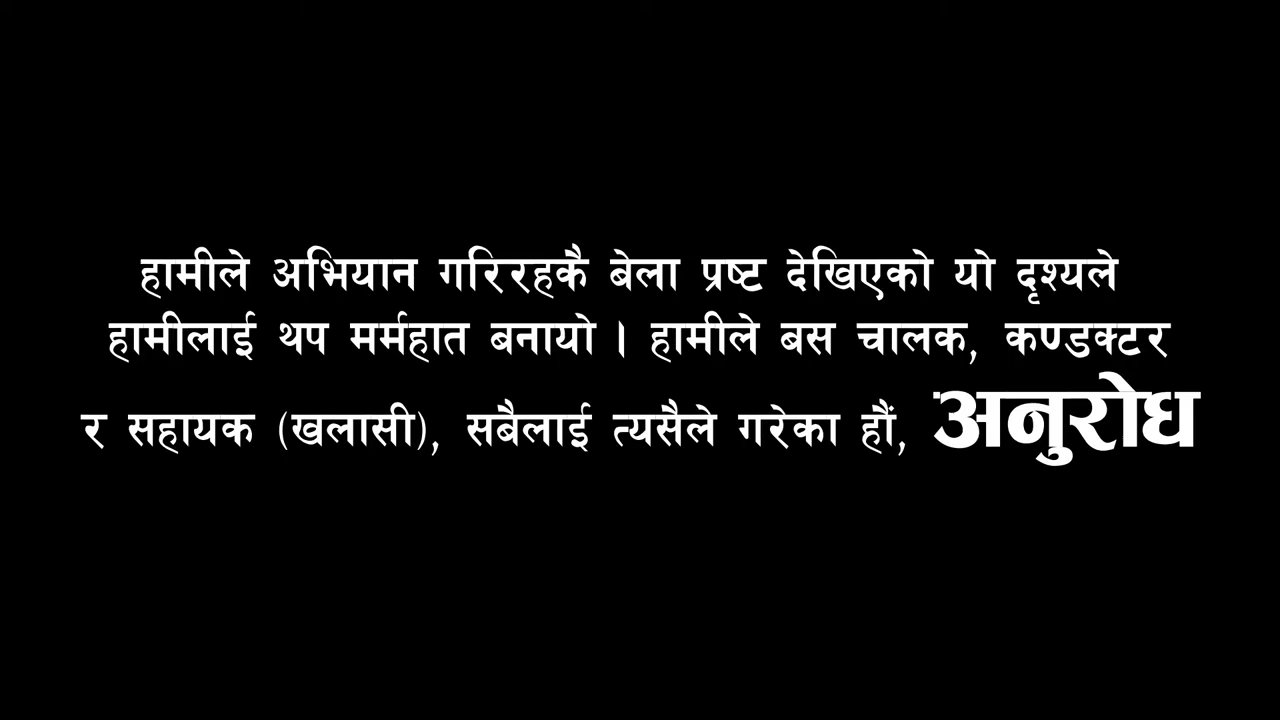 हामीले अभियान गरिरहकै बेला प्रष्ट देखिएको यो दृश्यले
हामीलाई थप मर्महात बनायो । हामीले बस चालक, कण्डक्टर
र सहायक (खलासी), सबैलाई त्यसैले गरेका हौं, अनुरोध